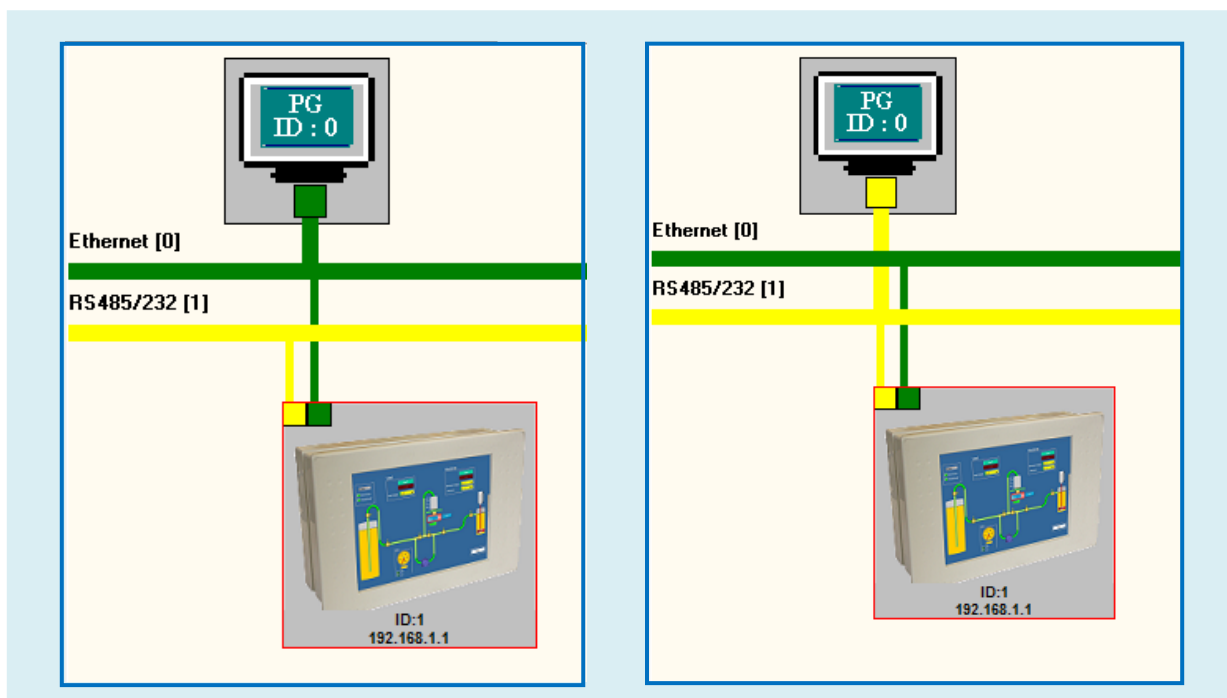 PG
ID : 0
Ethernet [0]
RS485/232 [1]
ID:1
192.168.1.1
PG
ID : 0
Ethernet [0]
RS485/232 [1]
ID:1
192.168.1.1